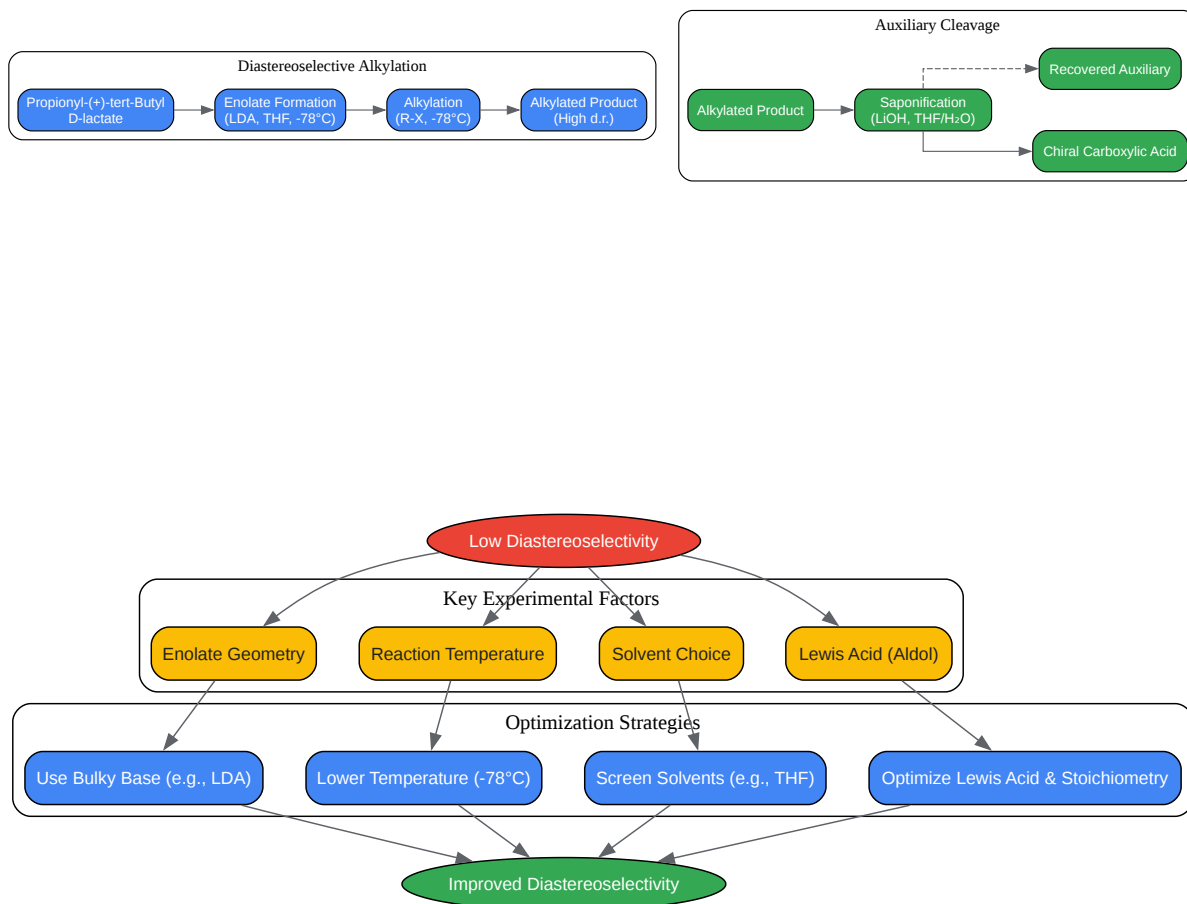 Auxiliary Cleavage
Diastereoselective Alkylation
Propionyl-(+)-tert-Butyl
D-lactate
Enolate Formation
(LDA, THF, -78°C)
Alkylation
(R-X, -78°C)
Alkylated Product
(High d.r.)
Alkylated Product
Saponification
(LiOH, THF/H₂O)
Recovered Auxiliary
Chiral Carboxylic Acid
Low Diastereoselectivity
Key Experimental Factors
Enolate Geometry
Reaction Temperature
Solvent Choice
Lewis Acid (Aldol)
Optimization Strategies
Use Bulky Base (e.g., LDA)
Lower Temperature (-78°C)
Screen Solvents (e.g., THF)
Optimize Lewis Acid & Stoichiometry
Improved Diastereoselectivity